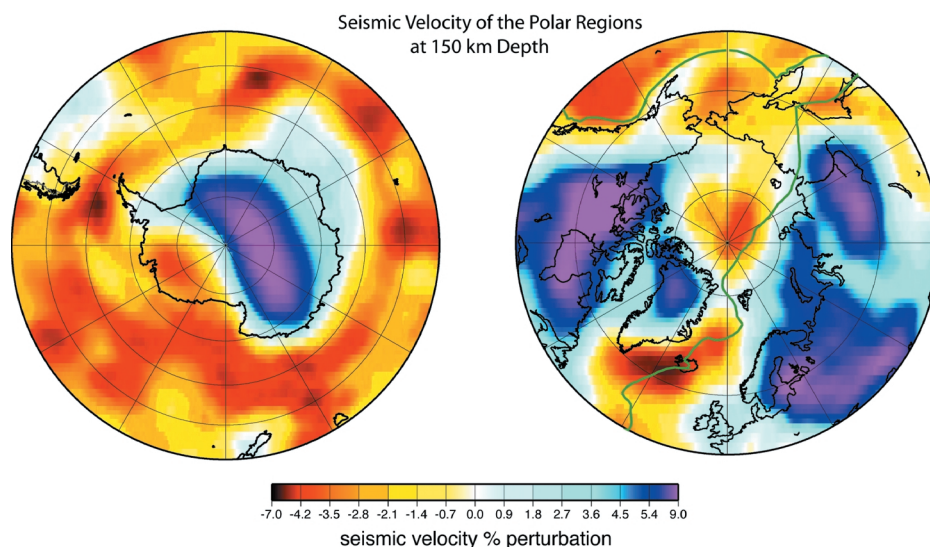 Seismic Velocity of the Polar Regions
at 150 km Depth
-7.0 -4.2 -3.5 -2.8 -2.1 -1.4 -0.7 0.0 0.9 1.8 2.7 3.6 4.5 5.4 9.0
seismic velocity % perturbation